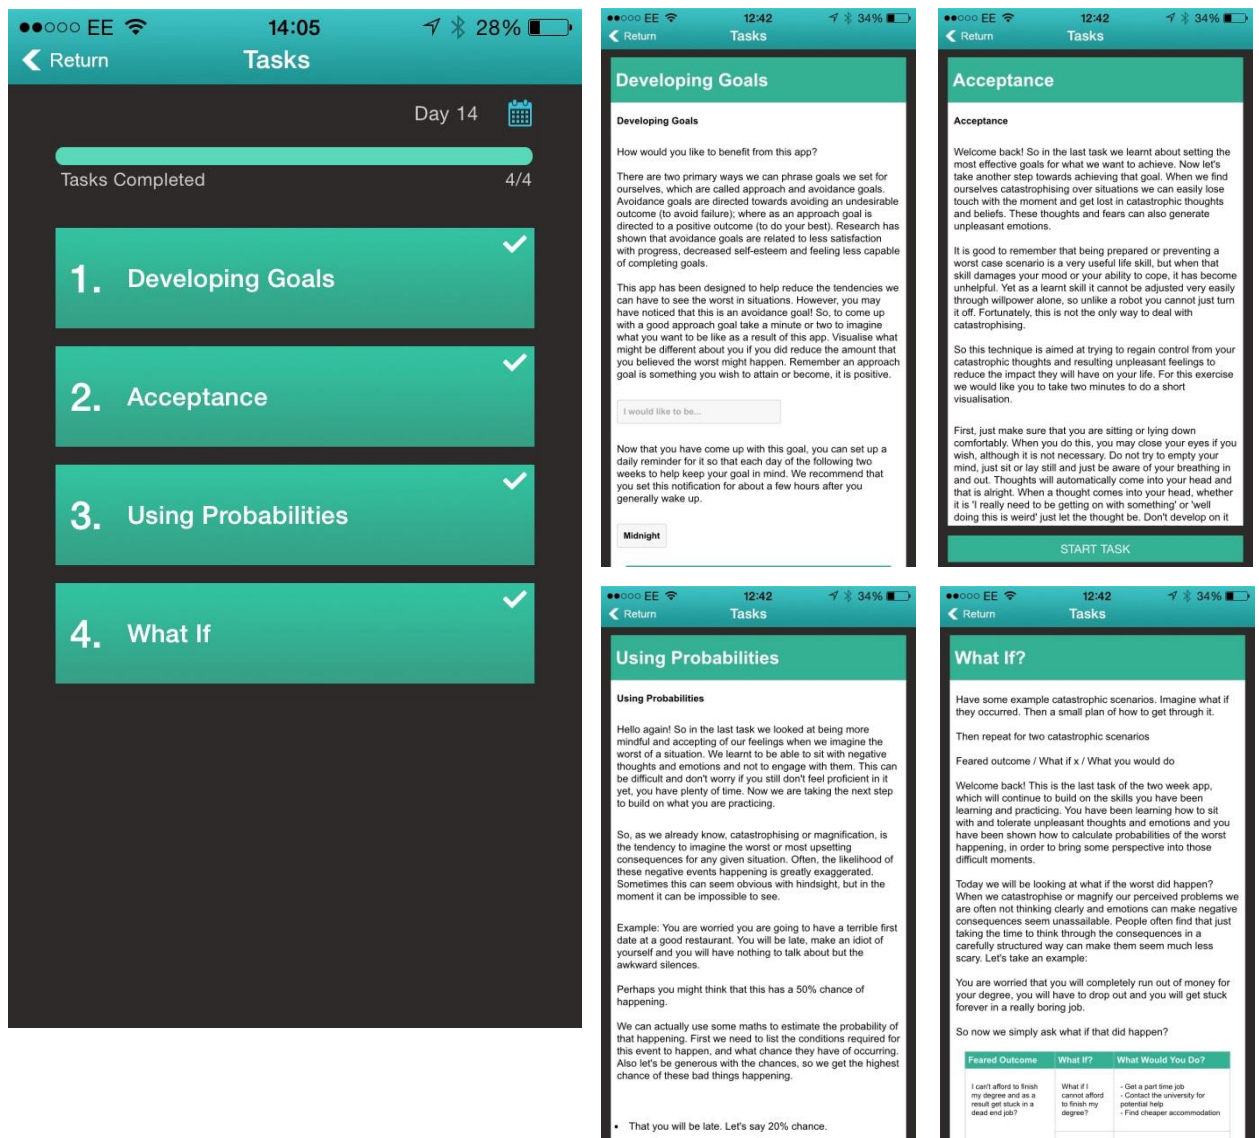 EE 14:05 28%
Return Tasks
Day 14
Tasks Completed 4/4
1. Developing Goals
2. Acceptance
3. Using Probabilities
4. What If
EE 12:42 34%
Return Tasks
Developing Goals
Developing Goals
How would you like to benefit from this app?
There are two primary ways we can phrase goals we set for
ourselves, which are called approach and avoidance goals.
Avoidance goals are directed towards avoiding an undesirable
outcome (to avoid failure); where as an approach goal is
directed to a positive outcome (to do your best). Research has
shown that avoidance goals are related to less satisfaction
with progress, decreased self-esteem and feeling less capable
of completing goals.
This app has been designed to help reduce the tendencies we
can have to see the worst in situations. However, you may
have noticed that this is an avoidance goal! So, to come up
with a good approach goal take a minute or two to imagine
what you want to be like as a result of this app. Visualise what
might be different about you if you did reduce the amount that
you believed the worst might happen. Remember an approach
goal is something you wish to attain or become, it is positive.
I would like to be...
Now that you have come up with this goal, you can set up a
daily reminder for it so that each day of the following two
weeks to help keep your goal in mind. We recommend that
you set this notification for about a few hours after you
generally wake up.
Midnight
EE 12:42 34%
Return Tasks
Acceptance
Acceptance
Welcome back! So in the last task we learnt about setting the
most effective goals for what we want to achieve. Now let's
take another step towards achieving that goal. When we find
ourselves catastrophising over situations we can easily lose
touch with the moment and get lost in catastrophic thoughts
and beliefs. These thoughts and fears can also generate
unpleasant emotions.
It is good to remember that being prepared or preventing a
worst case scenario is a very useful life skill, but when that
skill damages your mood or your ability to cope, it has become
unhelpful. Yet as a learnt skill it cannot be adjusted very easily
through willpower alone, so unlike a robot you cannot just turn
it off. Fortunately, this is not the only way to deal with
catastrophising.
So this technique is aimed at trying to regain control from your
catastrophic thoughts and resulting unpleasant feelings to
reduce the impact they will have on your life. For this exercise
we would like you to take two minutes to do a short
visualisation.
First, just make sure that you are sitting or lying down
comfortably. When you do this, you may close your eyes if you
wish, although it is not necessary. Do not try to empty your
mind, just sit or lay still and just be aware of your breathing in
and out. Thoughts will automatically come into your head and
that is alright. When a thought comes into your head, whether
it is 'I really need to be getting on with something' or 'well
doing this is weird' just let the thought be. Don't develop on it
START TASK
EE 12:42 34%
Return Tasks
Using Probabilities
Using Probabilities
Hello again! So in the last task we looked at being more
mindful and accepting of our feelings when we imagine the
worst of a situation. We learnt to be able to sit with negative
thoughts and emotions and not to engage with them. This can
be difficult and don't worry if you still don't feel proficient in it
yet, you have plenty of time. Now we are taking the next step
to build on what you are practicing.
So, as we already know, catastrophising or magnification, is
the tendency to imagine the worst or most upsetting
consequences for any given situation. Often, the likelihood of
these negative events happening is greatly exaggerated.
Sometimes this can seem obvious with hindsight, but in the
moment it can be impossible to see.
Example: You are worried you are going to have a terrible first
date at a good restaurant. You will be late, make an idiot of
yourself and you will have nothing to talk about but the
awkward silences.
Perhaps you might think that this has a 50% chance of
happening.
We can actually use some maths to estimate the probability of
that happening. First we need to list the conditions required for
this event to happen, and what chance they have of occurring.
Also let's be generous with the chances, so we get the highest
chance of these bad things happening.
• That you will be late. Let's say 20% chance.
EE 12:42 34%
Return Tasks
What If?
Have some example catastrophic scenarios. Imagine what if
they occurred. Then a small plan of how to get through it.
Then repeat for two catastrophic scenarios
Feared outcome / What if x / What you would do
Welcome back! This is the last task of the two week app,
which will continue to build on the skills you have been
learning and practicing. You have been learning how to sit
with and tolerate unpleasant thoughts and emotions and you
have been shown how to calculate probabilities of the worst
happening, in order to bring some perspective into those
difficult moments.
Today we will be looking at what if the worst did happen?
When we catastrophise or magnify our perceived problems we
are often not thinking clearly and emotions can make negative
consequences seem unassailable. People often find that just
taking the time to think through the consequences in a
carefully structured way can make them seem much less
scary. Let's take an example:
You are worried that you will completely run out of money for
your degree, you will have to drop out and you will get stuck
forever in a really boring job.
So now we simply ask what if that did happen?
Feared Outcome What If? What Would You Do?
I can't afford to finish
my degree and as a
result get stuck in a
dead end job?
What if I
cannot afford
to finish my
degree?
- Get a part time job
- Contact the university for
potential help
- Find cheaper accommodation